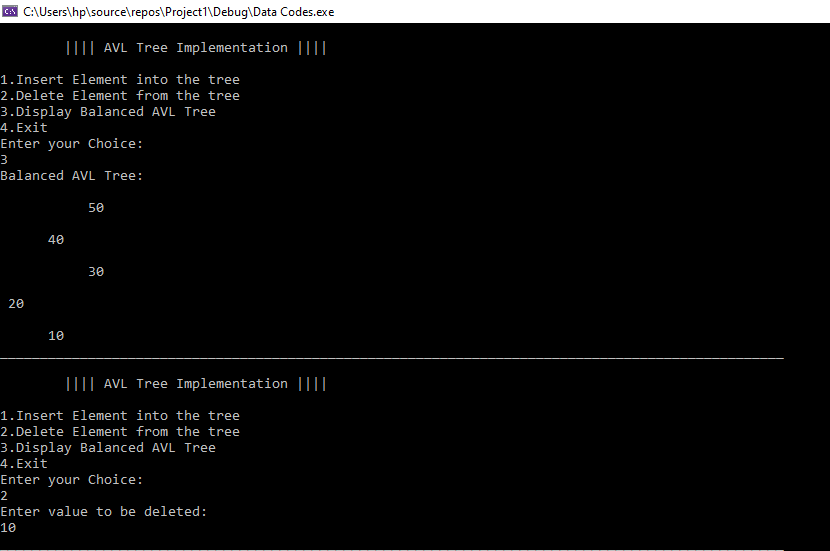 C:\Users\hp\source\repos\Project1\Debug\Data Codes.exe
|||| AVL Tree Implementation ||||
1.Insert Element into the tree
2.Delete Element from the tree
3.Display Balanced AVL Tree
4.Exit
Enter your Choice:
3
Balanced AVL Tree:
50
40
30
20
10
|||| AVL Tree Implementation ||||
1.Insert Element into the tree
2.Delete Element from the tree
3.Display Balanced AVL Tree
4.Exit
Enter your Choice:
2
Enter value to be deleted:
10